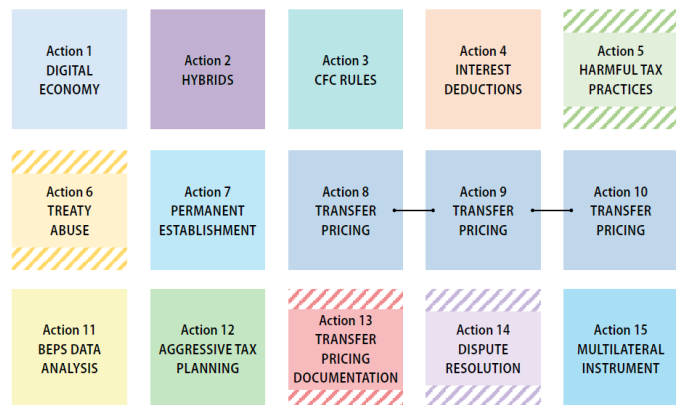 Action 1
DIGITAL
ECONOMY
Action 2
HYBRIDS
Action 3
CFC RULES
Action 4
INTEREST
DEDUCTIONS
Action 5
HARMFUL TAX
PRACTICES
Action 6
TREATY
ABUSE
Action 7
PERMANENT
ESTABLISHMENT
Action 8
TRANSFER
PRICING
Action 9
TRANSFER
PRICING
Action 10
TRANSFER
PRICING
Action 11
BEPS DATA
ANALYSIS
Action 12
AGGRESSIVE TAX
PLANNING
Action 13
TRANSFER
PRICING
DOCUMENTATION
Action 14
DISPUTE
RESOLUTION
Action 15
MULTILATERAL
INSTRUMENT